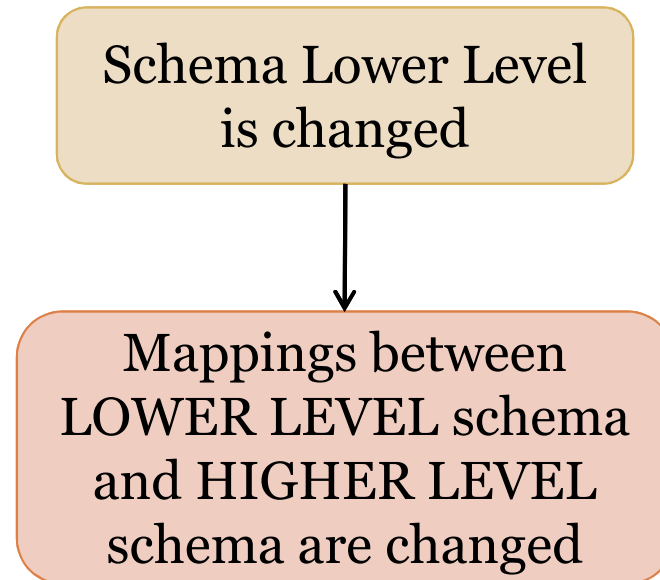 Schema Lower Level
is changed
Mappings between
LOWER LEVEL schema
and HIGHER LEVEL
schema are changed